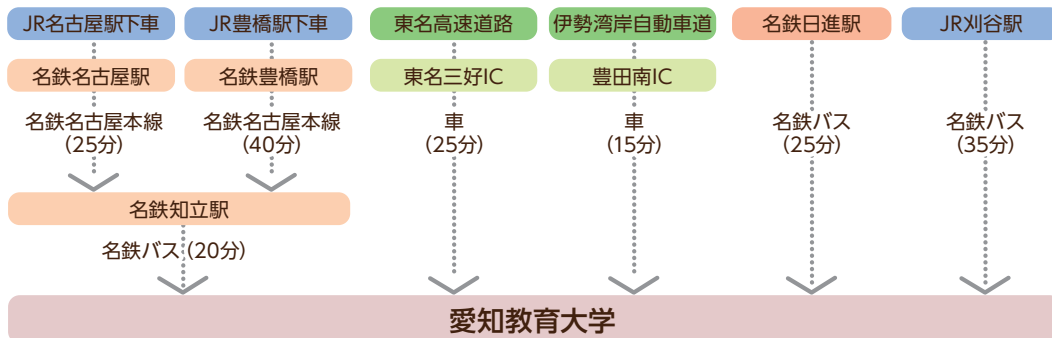 JR名古屋駅下車
JR豊橋駅下車
東名高速道路
伊勢湾岸自動車道
名鉄日進駅
JR刈谷駅
名鉄名古屋駅
名鉄豊橋駅
東名三好IC
豊田南IC
名鉄名古屋本線
(25分)
名鉄名古屋本線
(40分)
車
(25分)
車
(15分)
名鉄バス
(25分)
名鉄バス
(35分)
名鉄知立駅
名鉄バス(20分)
愛知教育大学